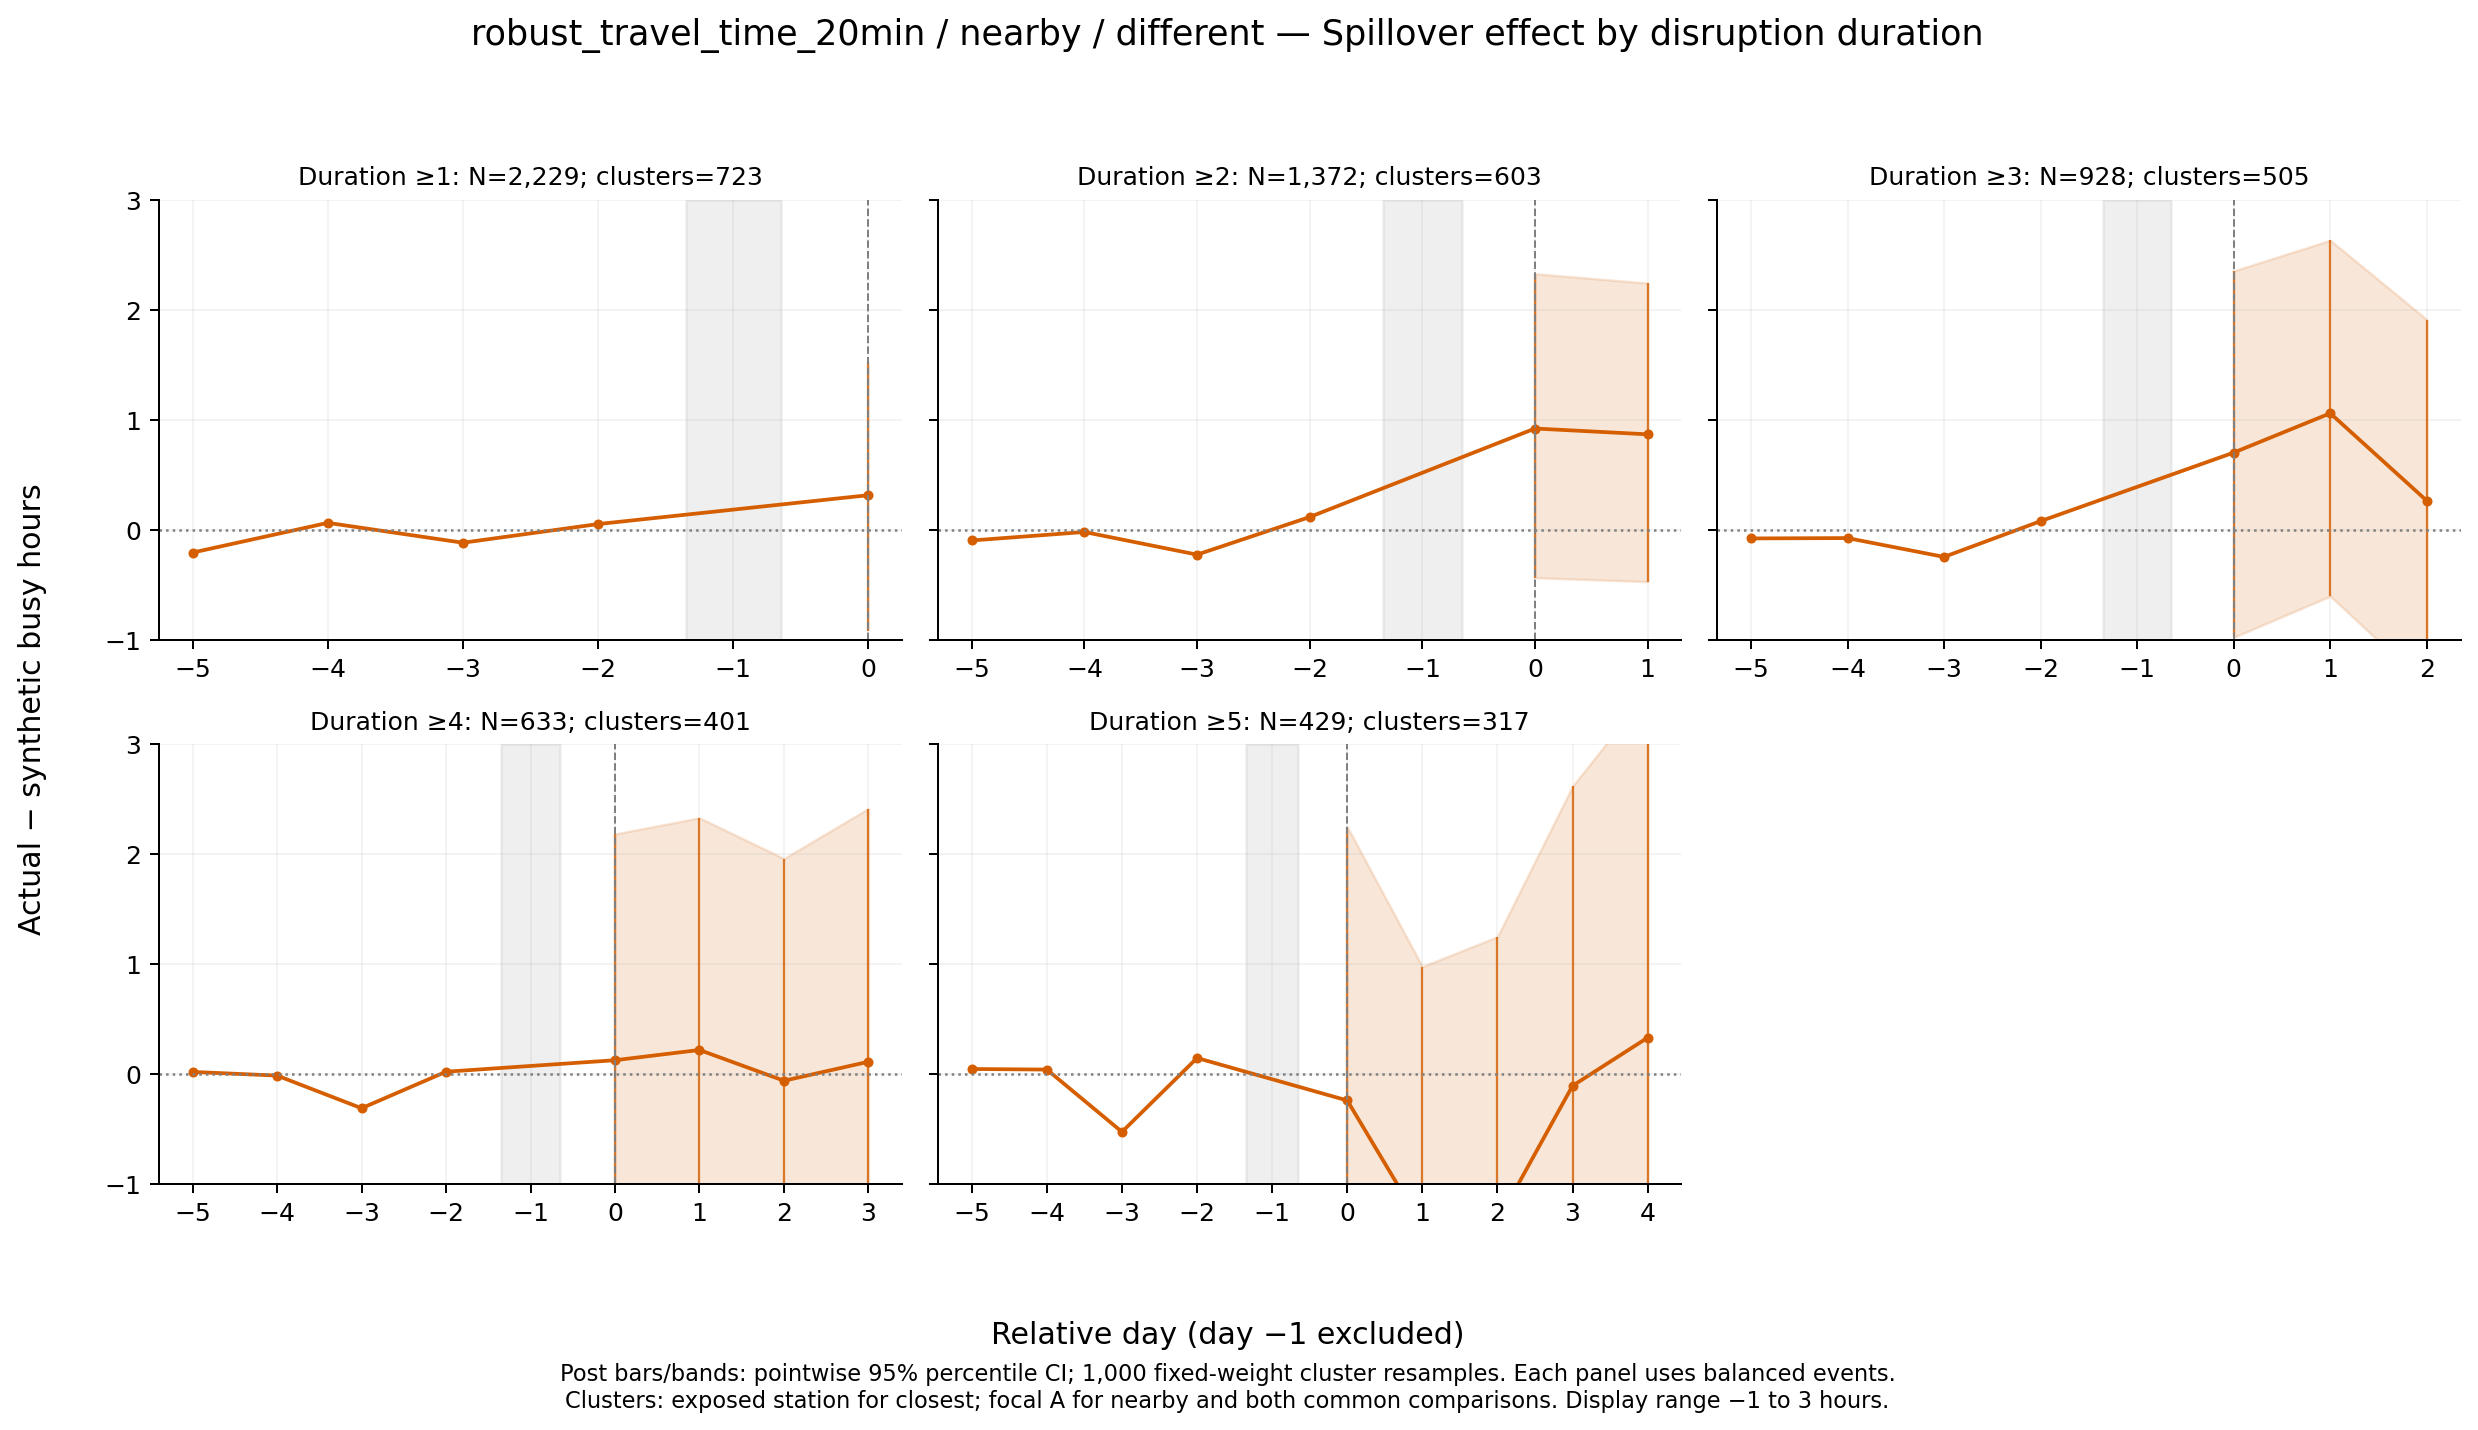 robust_travel_time_20min / nearby / different — Spillover effect by disruption duration
Duration ≥1: N=2,229; clusters=723
Duration ≥2: N=1,372; clusters=603
Duration ≥3: N=928; clusters=505
3
2
1
0
−1
−5 −4 −3 −2 −1 0
−5 −4 −3 −2 −1 0 1
−5 −4 −3 −2 −1 0 1 2
Actual − synthetic busy hours
Duration ≥4: N=633; clusters=401
Duration ≥5: N=429; clusters=317
3
2
1
0
−1
−5 −4 −3 −2 −1 0 1 2 3
−5 −4 −3 −2 −1 0 1 2 3 4
Relative day (day −1 excluded)
Post bars/bands: pointwise 95% percentile CI; 1,000 fixed-weight cluster resamples. Each panel uses balanced events.
Clusters: exposed station for closest; focal A for nearby and both common comparisons. Display range −1 to 3 hours.